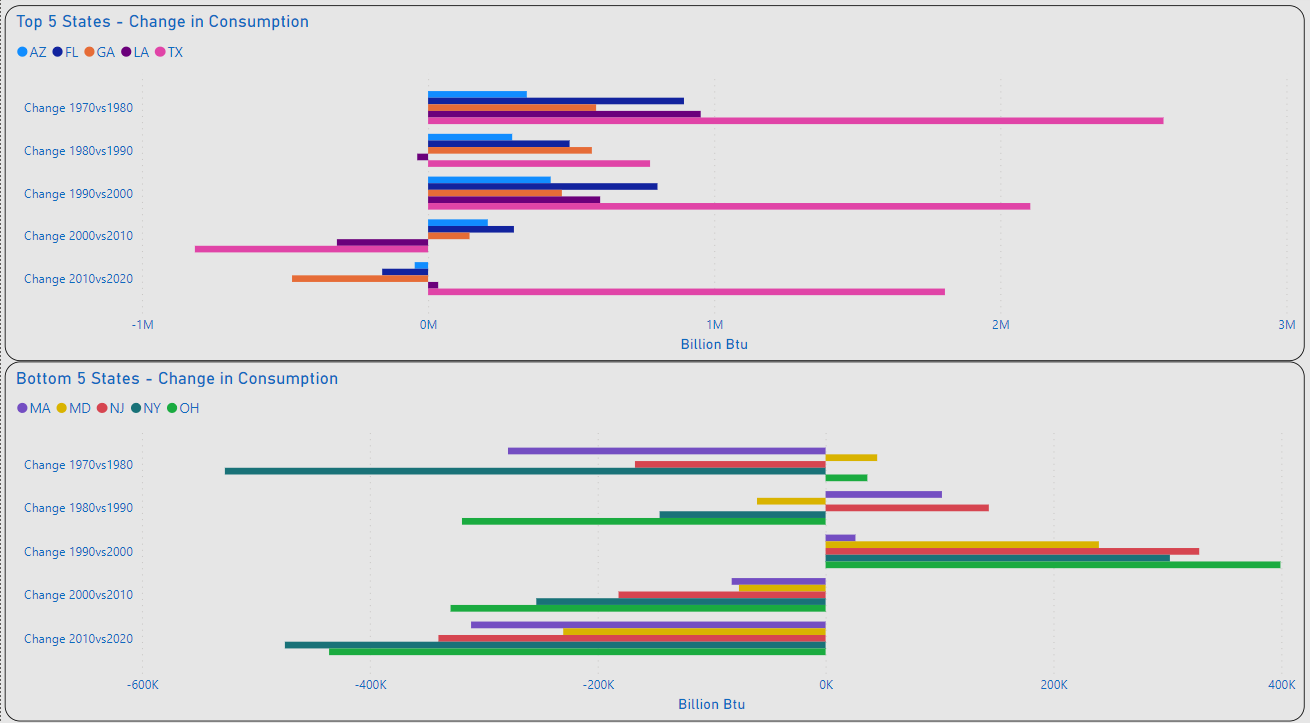 Top 5 States - Change in Consumption
AZ FL GA LA TX
Change 1970vs1980
Change 1980vs1990
Change 1990vs2000
Change 2000vs2010
Change 2010vs2020
-1M 0M 1M 2M 3M
Billion Btu
Bottom 5 States - Change in Consumption
MA MD NJ NY OH
Change 1970vs1980
Change 1980vs1990
Change 1990vs2000
Change 2000vs2010
Change 2010vs2020
-600K -400K -200K 0K 200K 400K
Billion Btu